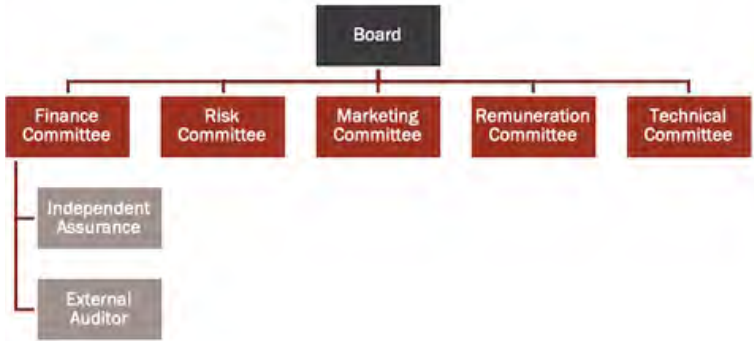 Board
Finance
Committee
Risk
Committee
Marketing
Committee
Remuneration
Committee
Technical
Committee
Independent
Assurance
External
Auditor